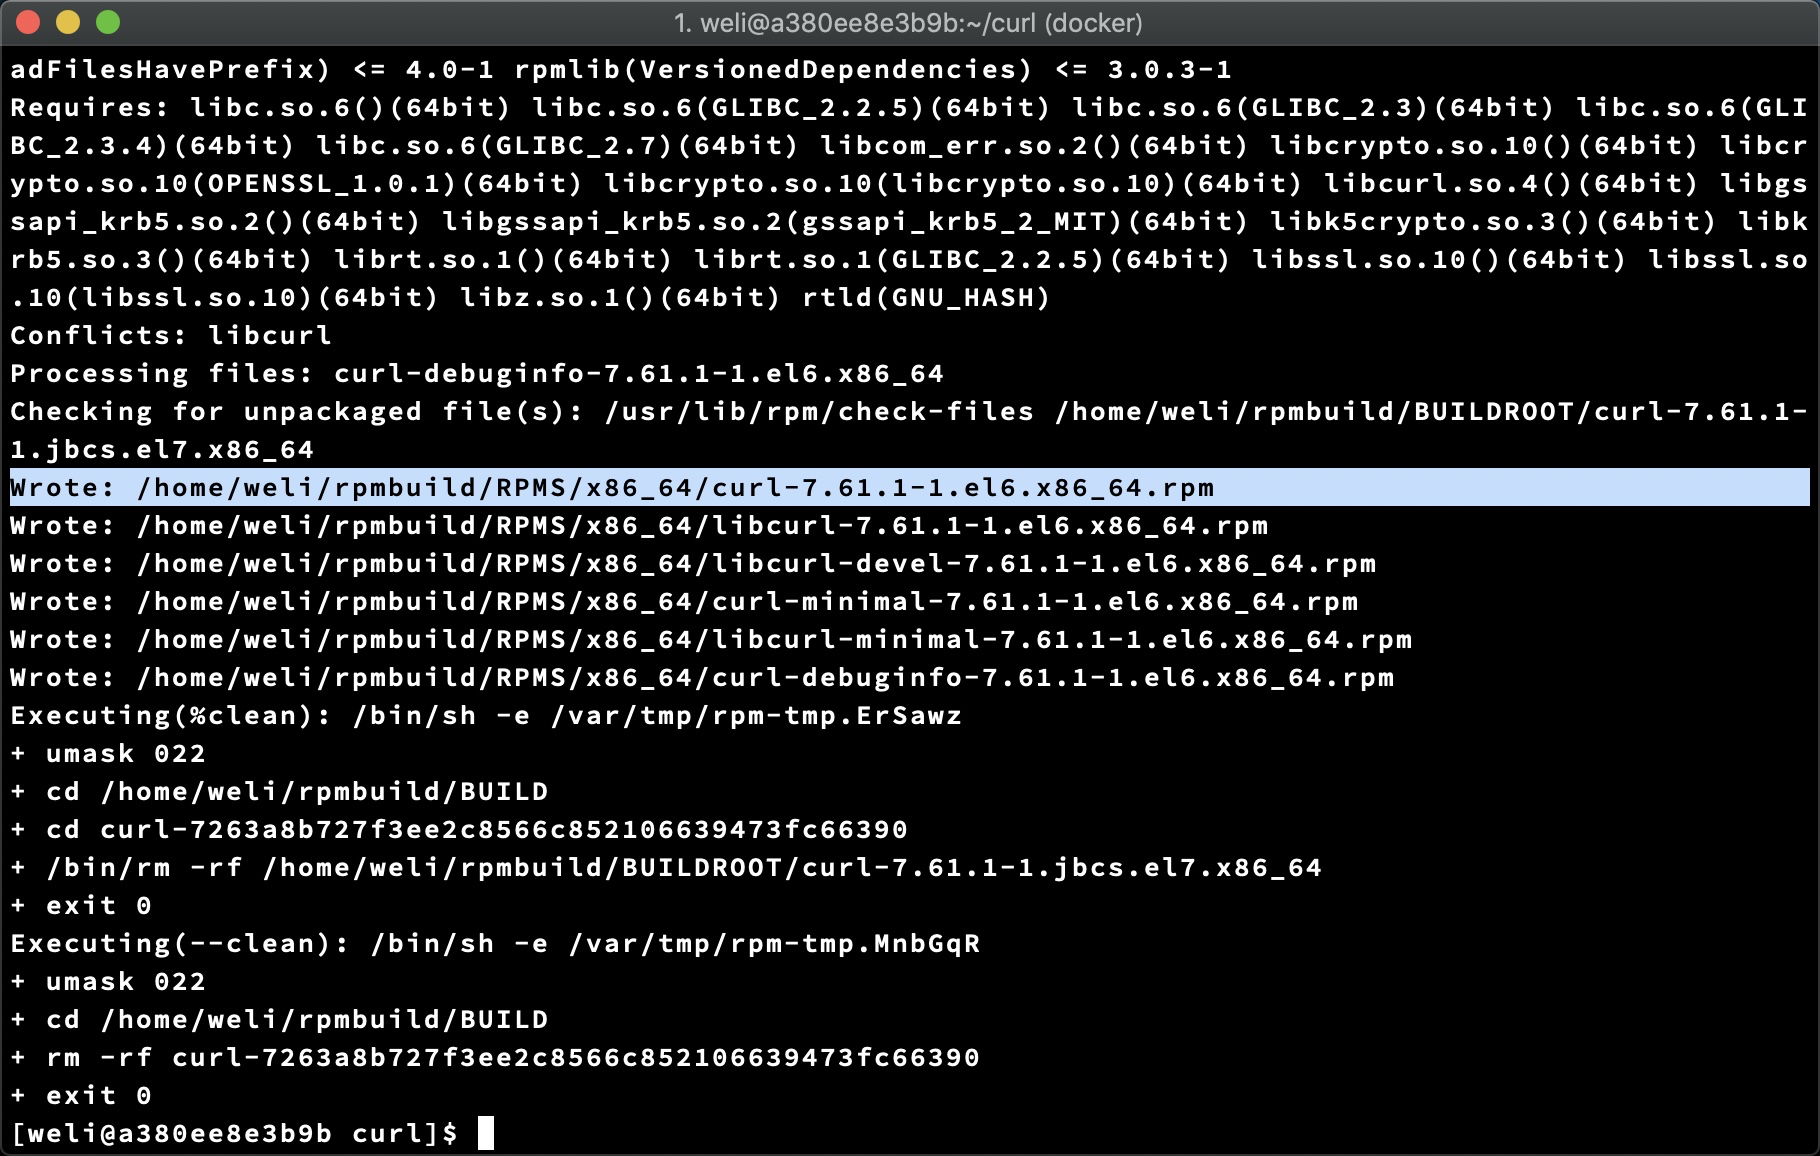 1. weli@a380ee8e3b9b:~/curl (docker)
adFilesHavePrefix) <= 4.0-1 rpmlib(VersionedDependencies) <= 3.0.3-1
Requires: libc.so.6()(64bit) libc.so.6(GLIBC_2.2.5)(64bit) libc.so.6(GLIBC_2.3)(64bit) libc.so.6(GLI
BC_2.3.4)(64bit) libc.so.6(GLIBC_2.7)(64bit) libcom_err.so.2()(64bit) libcrypto.so.10()(64bit) libcr
ypto.so.10(OPENSSL_1.0.1)(64bit) libcrypto.so.10(libcrypto.so.10)(64bit) libcurl.so.4()(64bit) libgs
sapi_krb5.so.2()(64bit) libgssapi_krb5.so.2(gssapi_krb5_2_MIT)(64bit) libk5crypto.so.3()(64bit) libk
rb5.so.3()(64bit) librt.so.1()(64bit) librt.so.1(GLIBC_2.2.5)(64bit) libssl.so.10()(64bit) libssl.so
.10(libssl.so.10)(64bit) libz.so.1()(64bit) rtld(GNU_HASH)
Conflicts: libcurl
Processing files: curl-debuginfo-7.61.1-1.el6.x86_64
Checking for unpackaged file(s): /usr/lib/rpm/check-files /home/weli/rpmbuild/BUILDROOT/curl-7.61.1-
1.jbcs.el7.x86_64
Wrote: /home/weli/rpmbuild/RPMS/x86_64/curl-7.61.1-1.el6.x86_64.rpm
Wrote: /home/weli/rpmbuild/RPMS/x86_64/libcurl-7.61.1-1.el6.x86_64.rpm
Wrote: /home/weli/rpmbuild/RPMS/x86_64/libcurl-devel-7.61.1-1.el6.x86_64.rpm
Wrote: /home/weli/rpmbuild/RPMS/x86_64/curl-minimal-7.61.1-1.el6.x86_64.rpm
Wrote: /home/weli/rpmbuild/RPMS/x86_64/libcurl-minimal-7.61.1-1.el6.x86_64.rpm
Wrote: /home/weli/rpmbuild/RPMS/x86_64/curl-debuginfo-7.61.1-1.el6.x86_64.rpm
Executing(%clean): /bin/sh -e /var/tmp/rpm-tmp.ErSawz
+ umask 022
+ cd /home/weli/rpmbuild/BUILD
+ cd curl-7263a8b727f3ee2c8566c852106639473fc66390
+ /bin/rm -rf /home/weli/rpmbuild/BUILDROOT/curl-7.61.1-1.jbcs.el7.x86_64
+ exit 0
Executing(--clean): /bin/sh -e /var/tmp/rpm-tmp.MnbGqR
+ umask 022
+ cd /home/weli/rpmbuild/BUILD
+ rm -rf curl-7263a8b727f3ee2c8566c852106639473fc66390
+ exit 0
[weli@a380ee8e3b9b curl]$